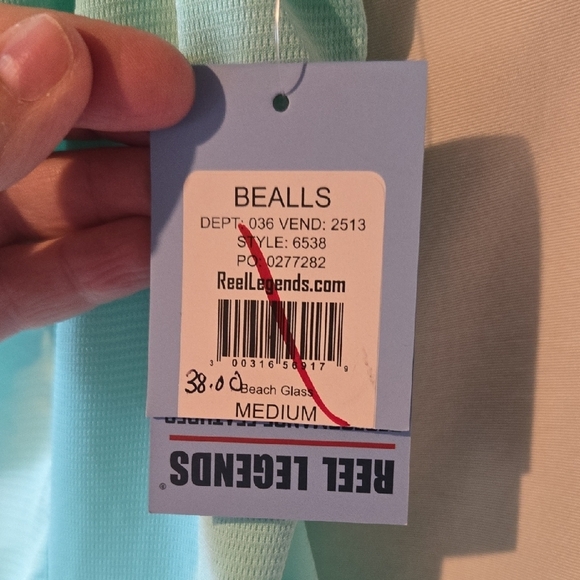 BEALLS
DEPT: 036 VEND: 2513
STYLE: 6538
PO: 0277282
ReelLegends.com
3 00316 56917 9
38.00
Beach Glass
MEDIUM
REEL LEGENDS®